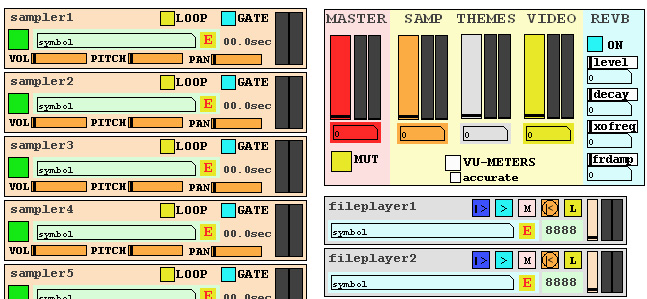 sampler1 LOOP GATE
symbol E 00.0sec
VOL PITCH PAN
sampler2 LOOP GATE
symbol E 00.0sec
VOL PITCH PAN
sampler3 LOOP GATE
symbol E 00.0sec
VOL PITCH PAN
sampler4 LOOP GATE
symbol E 00.0sec
VOL PITCH PAN
sampler5 LOOP GATE
symbol E 00.0sec
MASTER SAMP THEMES VIDEO REVB
ON
level
0
decay
0
xofreq
0
frdamp
0
0 0 0 0
MUT VU-METERS
accurate
fileplayer1 |> > M |< L
symbol E 8888
fileplayer2 |> > M |< L
symbol E 8888